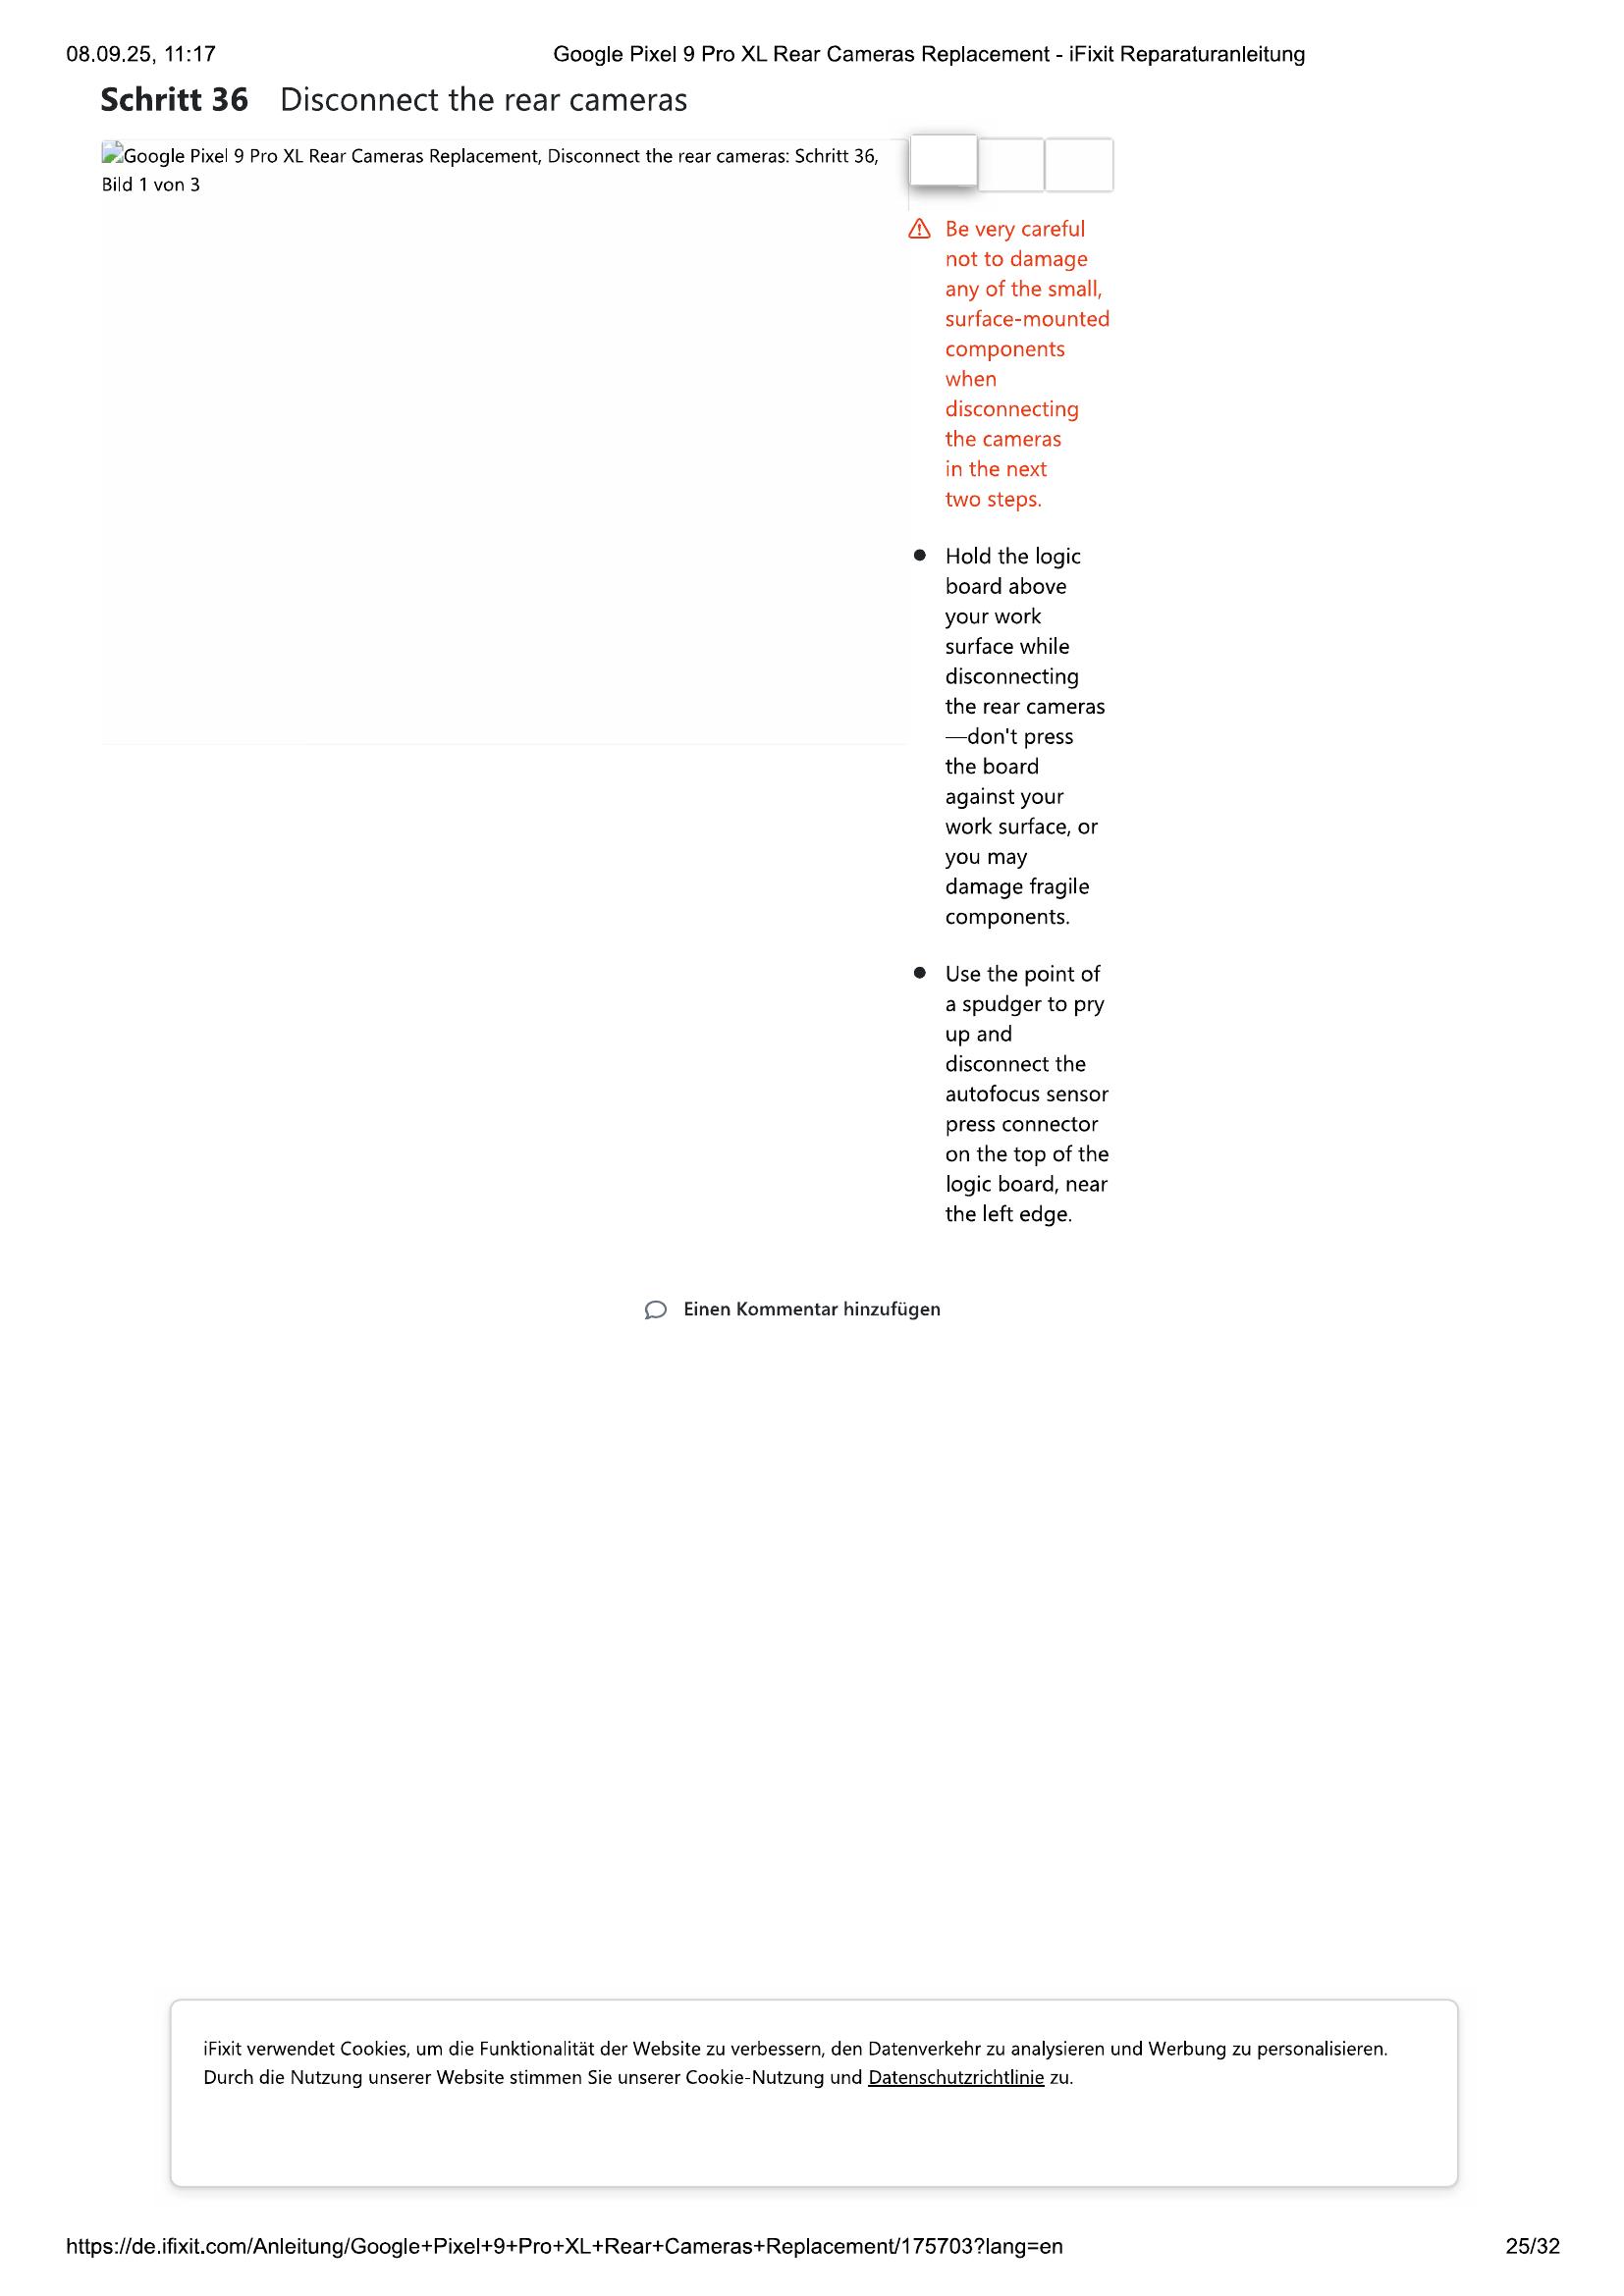 08.09.25, 11:17
Google Pixel 9 Pro XL Rear Cameras Replacement - iFixit Reparaturanleitung
Schritt 36 Disconnect the rear cameras
Google Pixel 9 Pro XL Rear Cameras Replacement, Disconnect the rear cameras: Schritt 36,
Bild 1 von 3
Be very careful
not to damage
any of the small,
surface-mounted
components
when
disconnecting
the cameras
in the next
two steps.
Hold the logic
board above
your work
surface while
disconnecting
the rear cameras
—don't press
the board
against your
work surface, or
you may
damage fragile
components.
Use the point of
a spudger to pry
up and
disconnect the
autofocus sensor
press connector
on the top of the
logic board, near
the left edge.
Einen Kommentar hinzufügen
iFixit verwendet Cookies, um die Funktionalität der Website zu verbessern, den Datenverkehr zu analysieren und Werbung zu personalisieren.
Durch die Nutzung unserer Website stimmen Sie unserer Cookie-Nutzung und Datenschutzrichtlinie zu.
https://de.ifixit.com/Anleitung/Google+Pixel+9+Pro+XL+Rear+Cameras+Replacement/175703?lang=en
25/32